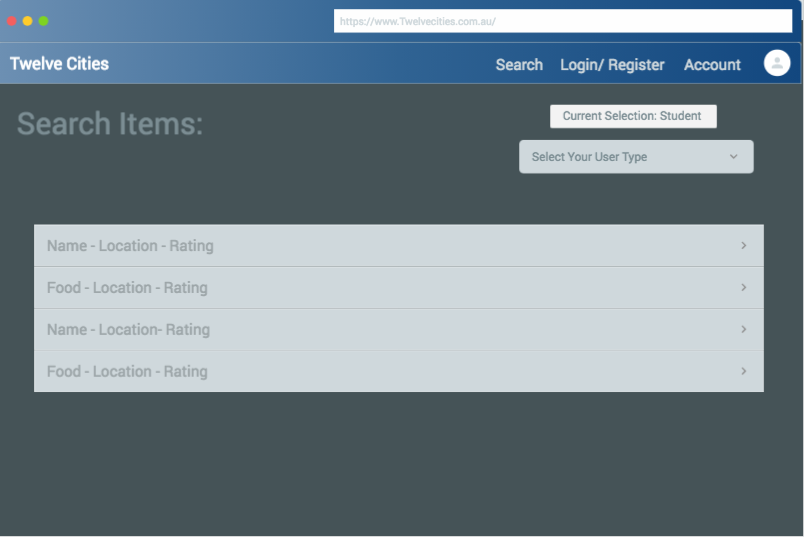 https://www.Twelvecities.com.au/
Twelve Cities
Search
Login/ Register
Account
Search Items:
Current Selection: Student
Select Your User Type
Name - Location - Rating
Food - Location - Rating
Name - Location- Rating
Food - Location - Rating